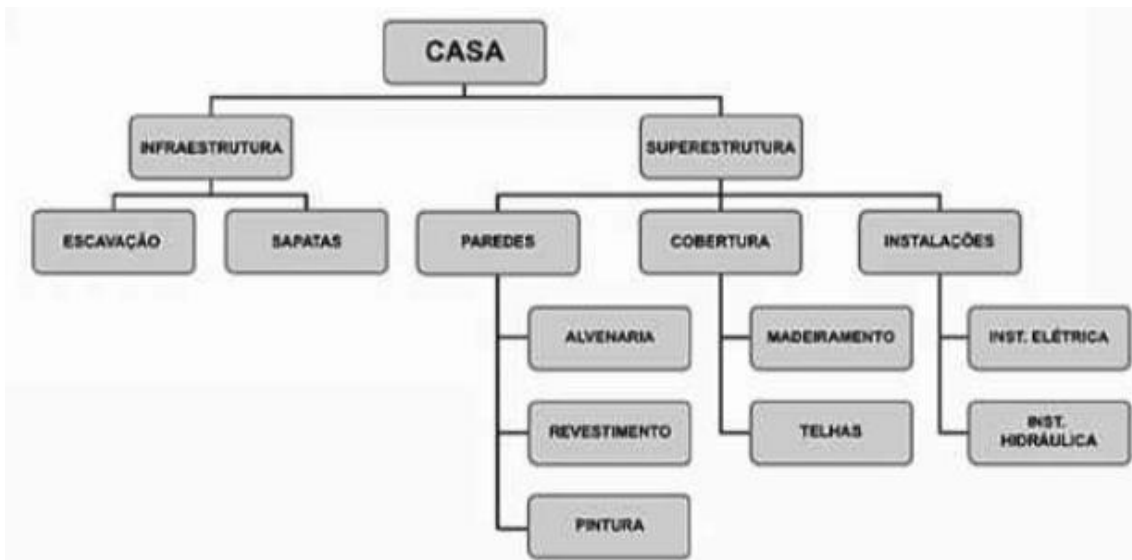 CASA
INFRAESTRUTURA
SUPERESTRUTURA
ESCAVAÇÃO
SAPATAS
PAREDES
COBERTURA
INSTALAÇÕES
ALVENARIA
MADEIRAMENTO
INST. ELÉTRICA
REVESTIMENTO
TELHAS
INST.
HIDRÁULICA
PINTURA